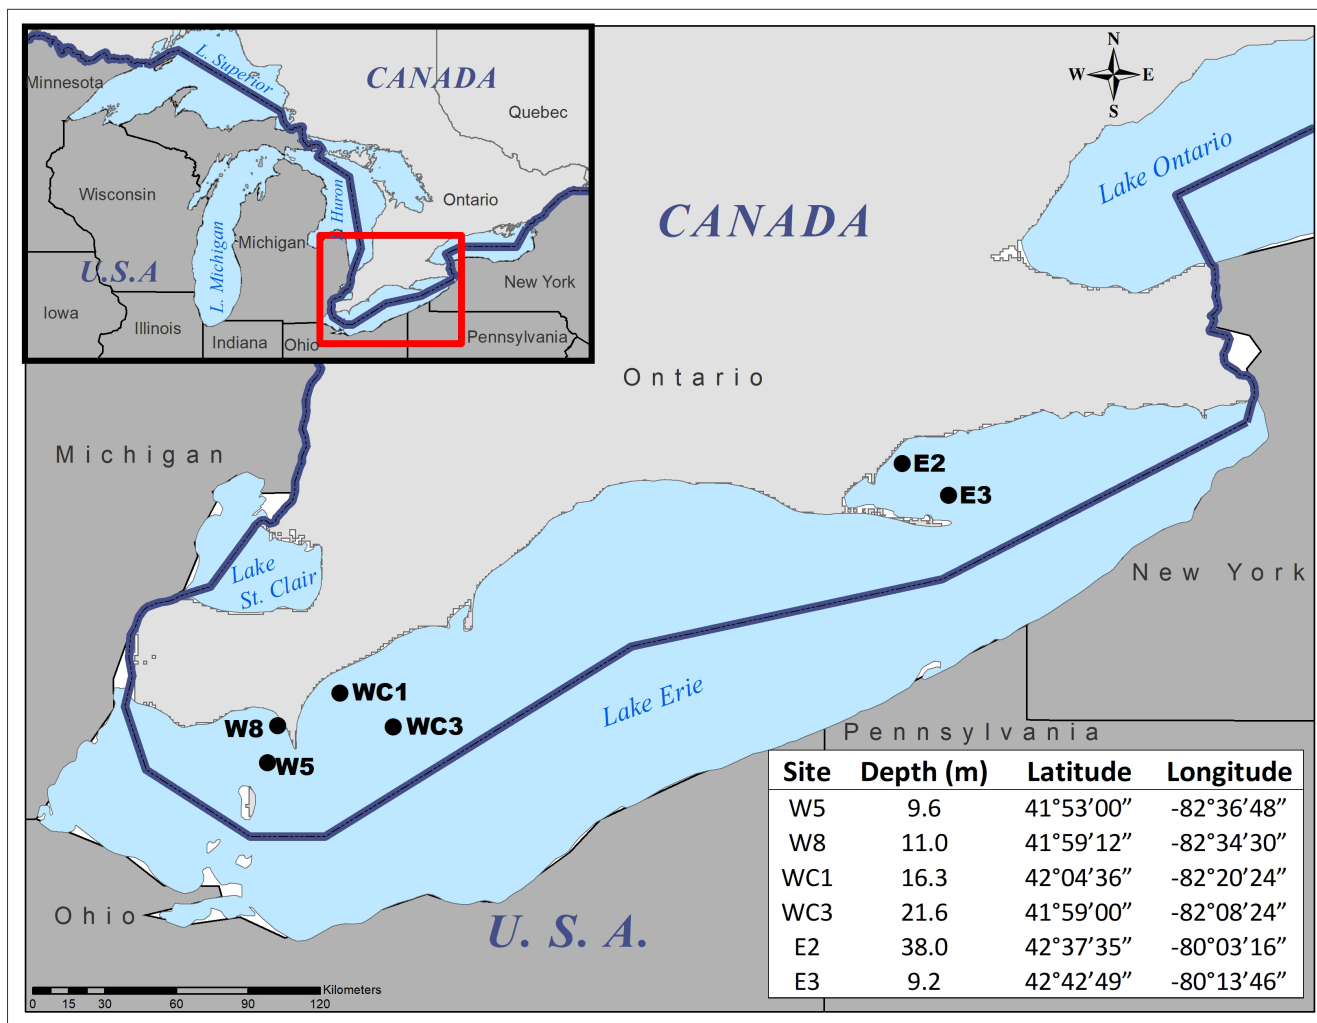 L. Superior
CANADA
Minnesota
Quebec
Wisconsin
L. Huron
Ontario
Michigan
U.S.A
L. Michigan
New York
Iowa
Illinois
Indiana
Ohio
Pennsylvania
N
W E
S
Lake Ontario
CANADA
Ontario
Michigan
E2
E3
Lake
St. Clair
New York
WC1
WC3
W8
W5
Lake Erie
Pennsylvania
Site Depth (m) Latitude Longitude
W5 9.6 41°53’00” -82°36’48”
W8 11.0 41°59’12” -82°34’30”
WC1 16.3 42°04’36” -82°20’24”
WC3 21.6 41°59’00” -82°08’24”
E2 38.0 42°37’35” -80°03’16”
E3 9.2 42°42’49” -80°13’46”
Ohio
U. S. A.
Kilometers
0 15 30 60 90 120